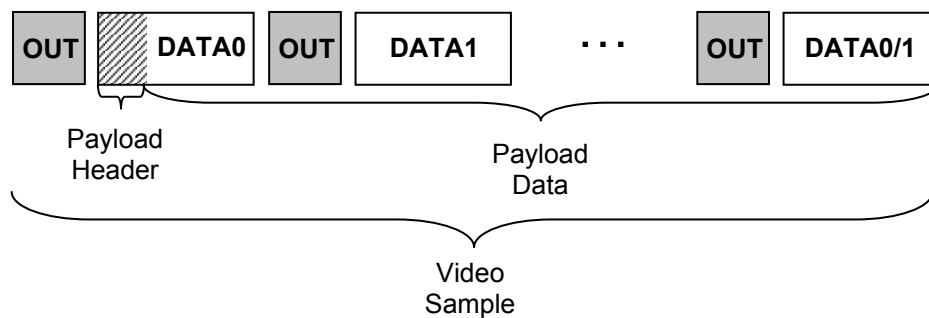 OUT DATA0 OUT DATA1 ... OUT DATA0/1
Payload
Header
Payload
Data
Video
Sample